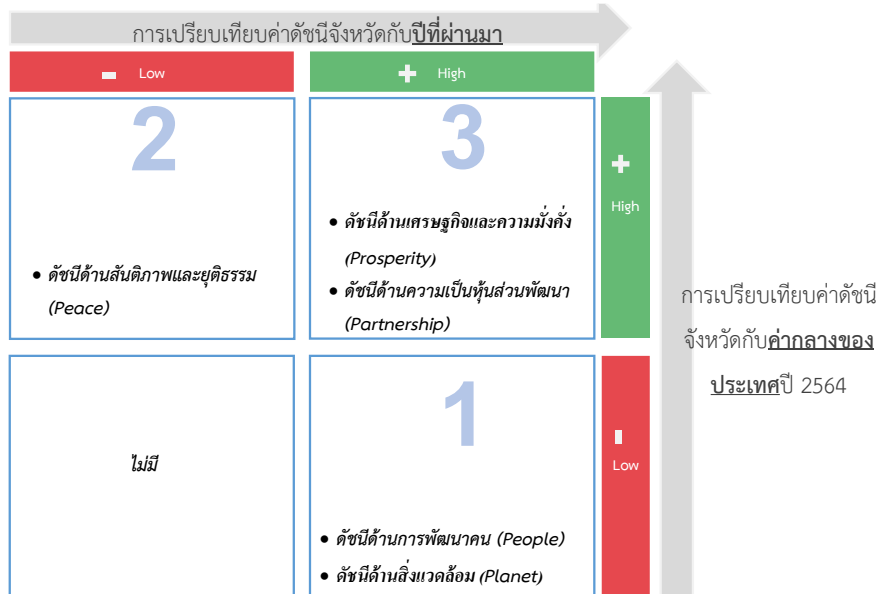 การเปรียบเทียบค่าดัชนีจังหวัดกับปีที่ผ่านมา
- Low
+ High
2
3
+
High
• ดัชนีด้านสันติภาพและยุติธรรม
(Peace)
• ดัชนีด้านเศรษฐกิจและความมั่งคั่ง
(Prosperity)
• ดัชนีด้านความเป็นหุ้นส่วนพัฒนา
(Partnership)
การเปรียบเทียบค่าดัชนี
จังหวัดกับค่ากลางของ
ประเทศปี 2564
ไม่มี
1
-
Low
• ดัชนีด้านการพัฒนาคน (People)
• ดัชนีด้านสิ่งแวดล้อม (Planet)